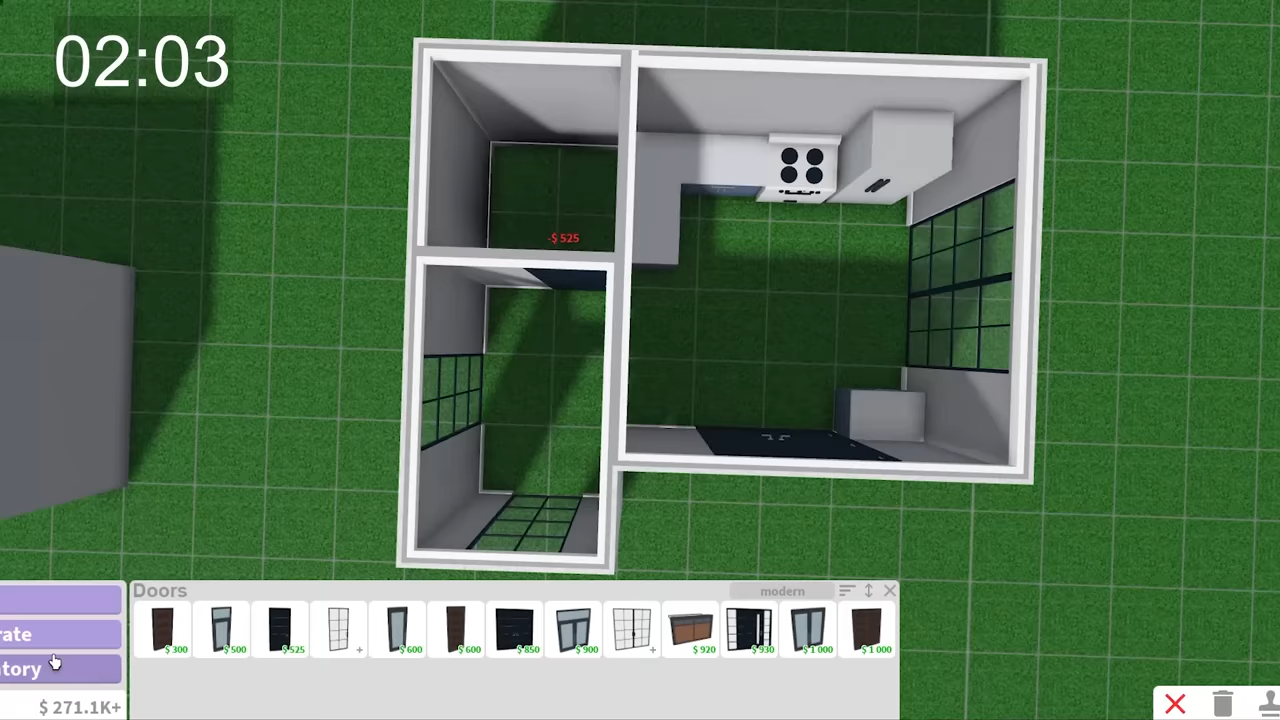 02:03
-$ 525
Doors
modern
$ 300
$ 500
$ 525
+
$ 600
$ 600
$ 850
$ 900
+
$ 920
$ 930
$ 1 000
$ 1 000
rate
tory
$ 271.1K+